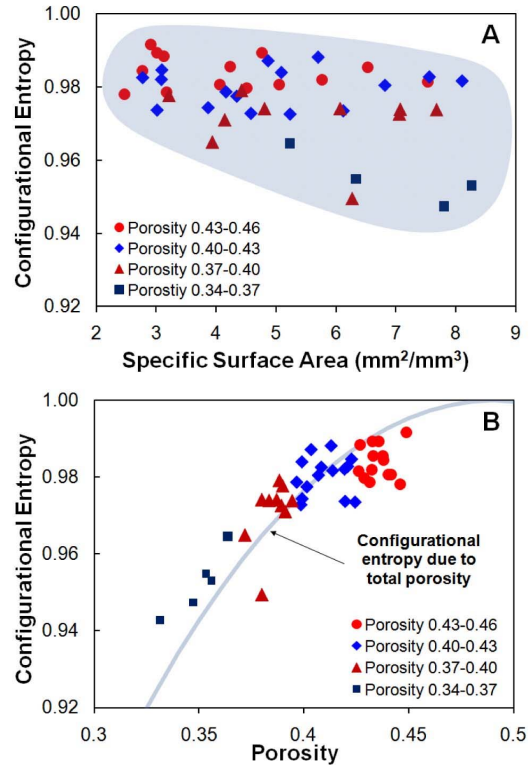 A
1.00
0.98
0.96
0.94
0.92
Configurational Entropy
Porosity 0.43-0.46
Porosity 0.40-0.43
Porosity 0.37-0.40
Porostiy 0.34-0.37
2 3 4 5 6 7 8 9
Specific Surface Area (mm²/mm³)
B
1.00
0.98
0.96
0.94
0.92
Configurational Entropy
Configurational
entropy due to
total porosity
Porosity 0.43-0.46
Porosity 0.40-0.43
Porosity 0.37-0.40
Porosity 0.34-0.37
0.3 0.4 0.5
Porosity